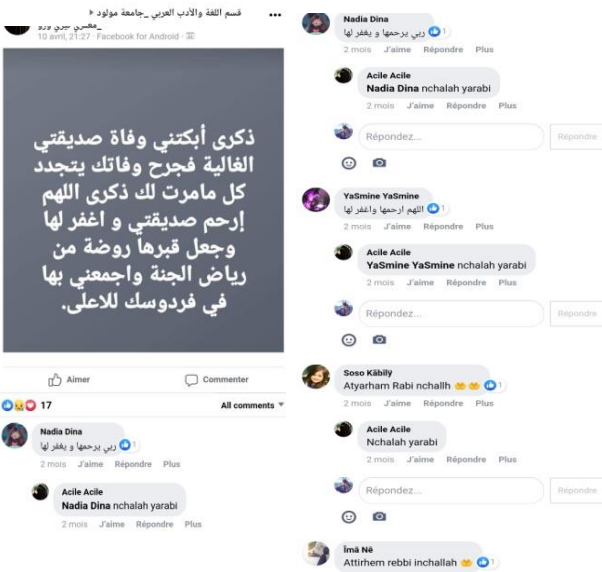 قسم اللغة والأدب العربي _جامعة مولود
_معمري تيزي وزو
10 avril, 21:27 · Facebook for Android ·
ذكرى أبكتني وفاة صديقتي
الغالية فجرح وفاتك يتجدد
كل مامرت لك ذكرى اللهم
إرحم صديقتي و اغفر لها
وجعل قبرها روضة من
رياض الجنة واجمعني بها
في فردوسك للاعلى.
Aimer
Commenter
17
All comments
Nadia Dina
ربي يرحمها و يغفر لها
1
2 mois J'aime Répondre Plus
Acile Acile
Nadia Dina nchalah yarabi
2 mois J'aime Répondre Plus
Nadia Dina
ربي يرحمها و يغفر لها
1
2 mois J'aime Répondre Plus
Acile Acile
Nadia Dina nchalah yarabi
2 mois J'aime Répondre Plus
Répondez... Répondre
YaSmine YaSmine
اللهم ارحمها واغفر لها
1
2 mois J'aime Répondre Plus
Acile Acile
YaSmine YaSmine nchalah yarabi
2 mois J'aime Répondre Plus
Répondez... Répondre
Soso Kâbilÿ
Atyarham Rabi nchallh 1
2 mois J'aime Répondre Plus
Acile Acile
Nchalah yarabi
2 mois J'aime Répondre Plus
Répondez... Répondre
Îmã Nê
Attirhem rebbi inchallah 1